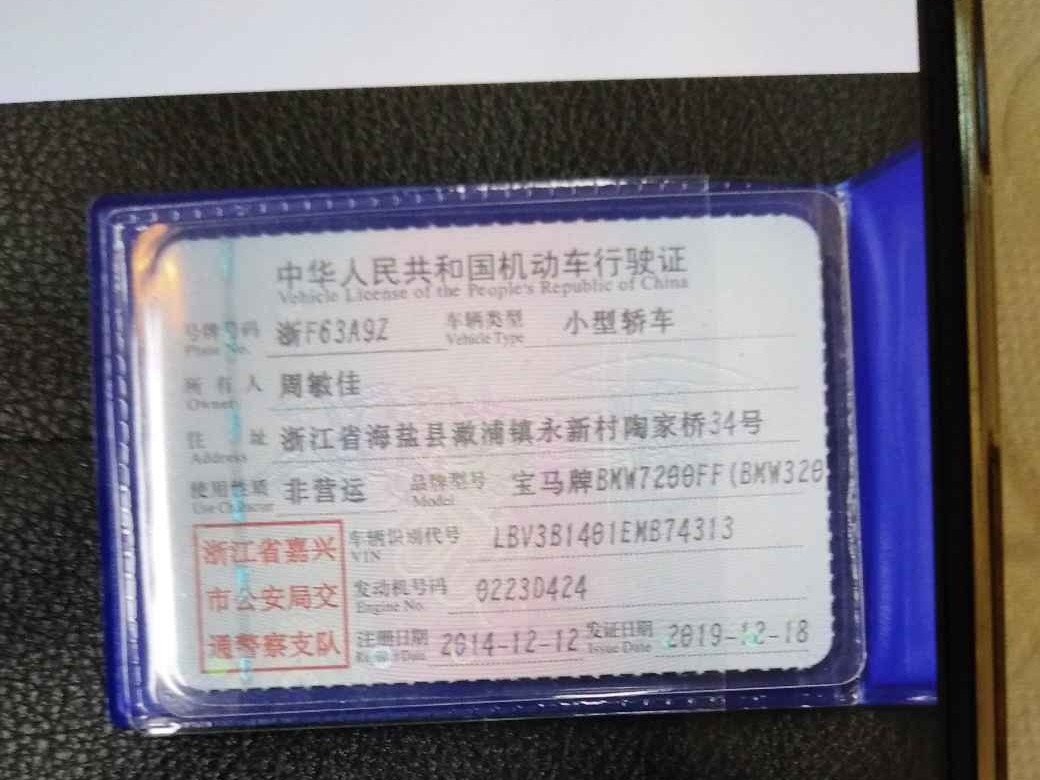 中华人民共和国机动车行驶证
Vehicle License of the People's Republic of China
号牌号码 浙F63A9Z 车辆类型 小型轿车
Plate No. Vehicle Type
所有人 周敏佳
Owner
住址 浙江省海盐县澉浦镇永新村陶家桥34号
Address
使用性质 非营运 品牌型号 宝马牌BMW7200FF(BMW320
Use Character Model
浙江省嘉兴
市公安局交
通警察支队
车辆识别代号 LBV3B1401EMB74313
VIN
发动机号码 0223D424
Engine No.
注册日期 2014-12-12 发证日期 2019-12-18
Register Date Issue Date